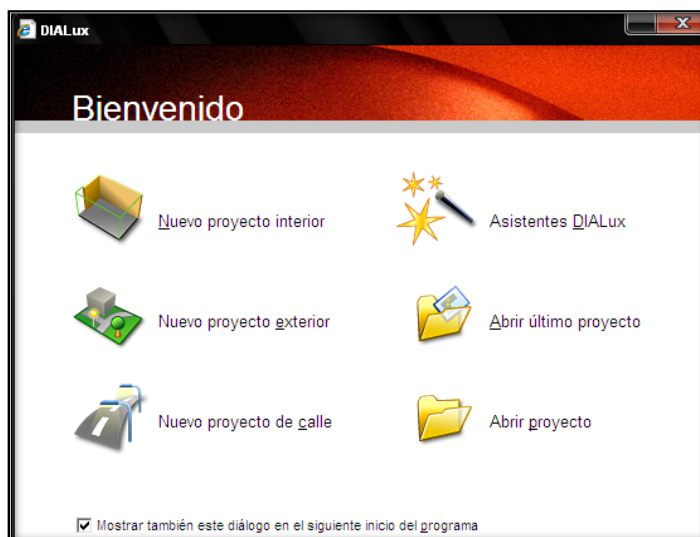 DIALux
Bienvenido
Nuevo proyecto interior
Asistentes DIALux
Nuevo proyecto exterior
Abrir último proyecto
Nuevo proyecto de calle
Abrir proyecto
Mostrar también este diálogo en el siguiente inicio del programa